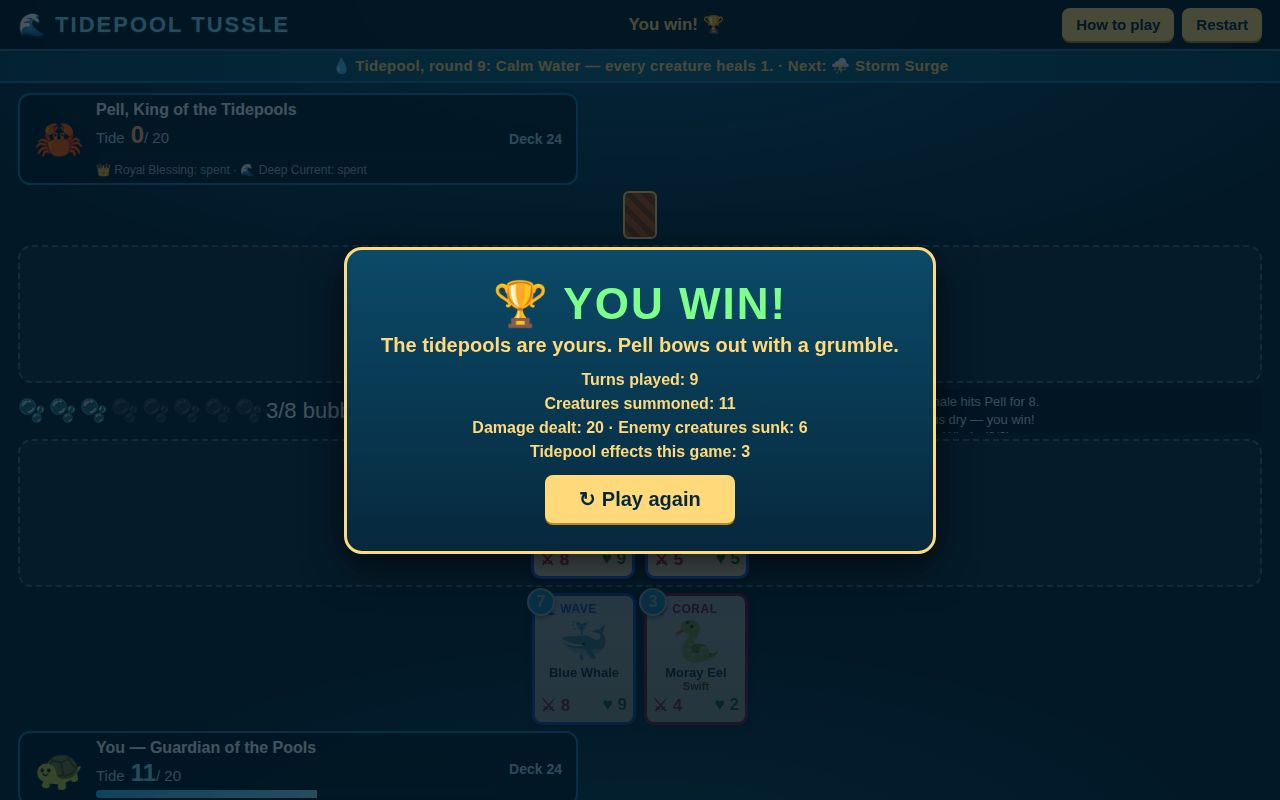 TIDEPOOL TUSSLE
You win!
How to play
Restart
Tidepool, round 9: Calm Water — every creature heals 1. · Next: Storm Surge
Pell, King of the Tidepools
Tide 0/ 20
Deck 24
Royal Blessing: spent · Deep Current: spent
YOU WIN!
The tidepools are yours. Pell bows out with a grumble.
Turns played: 9
Creatures summoned: 11
Damage dealt: 20 · Enemy creatures sunk: 6
Tidepool effects this game: 3
↻ Play again
3/8
hits Pell for 8.
dry — you win!
8 9
5 5
7 WAVE
Blue Whale
8 9
3 CORAL
Moray Eel
Swift
4 2
You — Guardian of the Pools
Tide 11/ 20
Deck 24